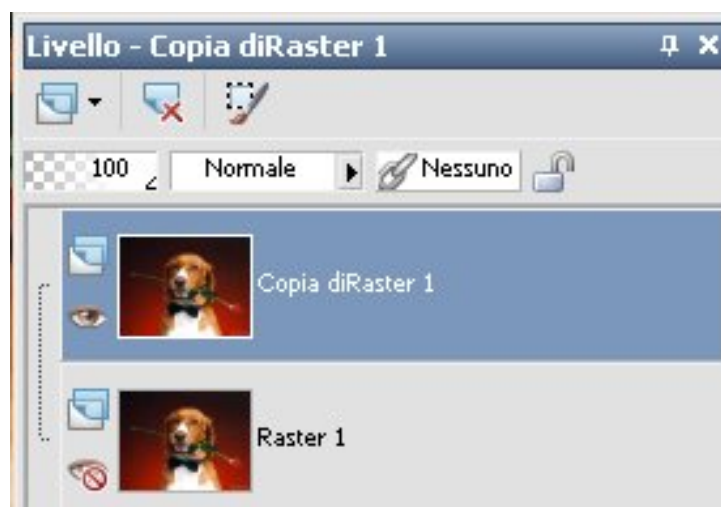 Livello - Copia diRaster 1
100 Normale Nessuno
Copia diRaster 1
Raster 1